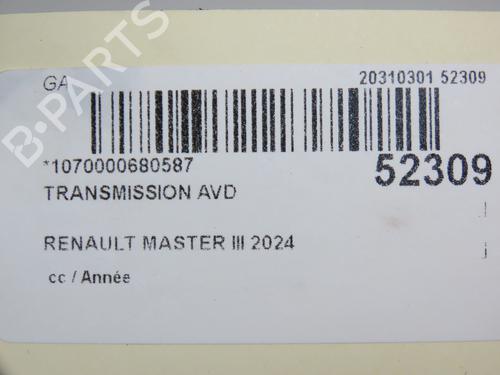 B-PARTS
GA
20310301 52309
*1070000680587
52309
TRANSMISSION AVD
RENAULT MASTER III 2024
cc / Année